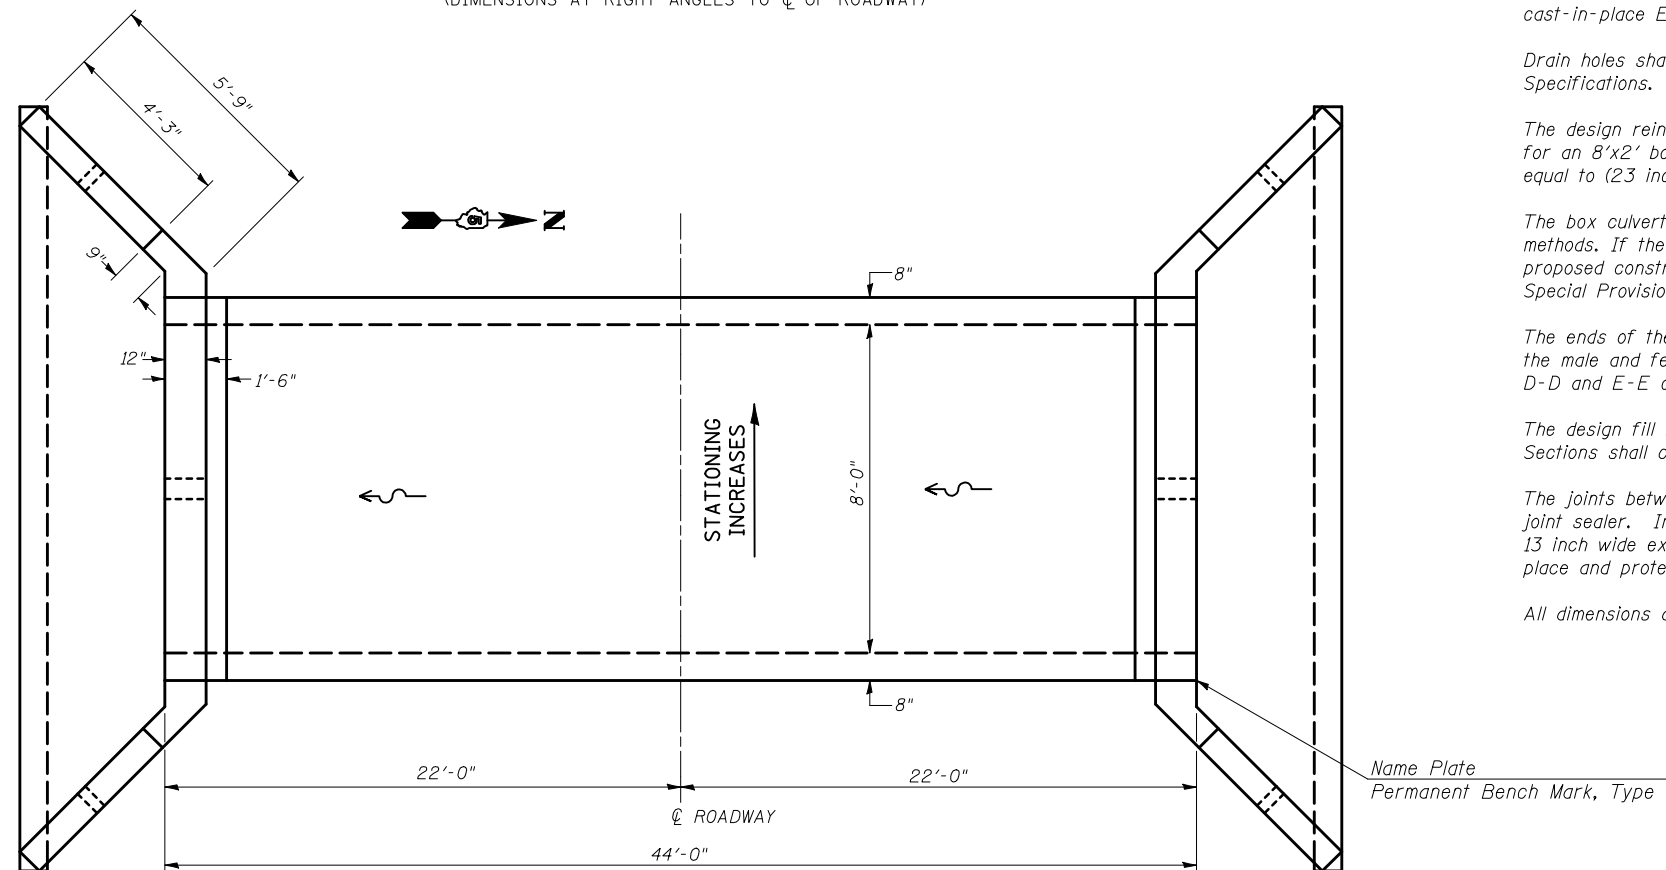 (DIMENSIONS AT RIGHT ANGLES TO ℄ OF ROADWAY)
5'-9"
4'-3"
9"
N
8"
12"
1'-6"
STATIONING
INCREASES
8'-0"
8"
22'-0"
22'-0"
℄ ROADWAY
44'-0"
Name Plate
Permanent Bench Mark, Type
cast-in-place E
Drain holes sha
Specifications.
The design rein
for an 8'x2' bo
equal to (23 inc
The box culvert
methods. If the
proposed constr
Special Provisio
The ends of the
the male and fe
D-D and E-E
The design fill
Sections shall
The joints betw
joint sealer. In
13 inch wide ex
place and prote
All dimensions